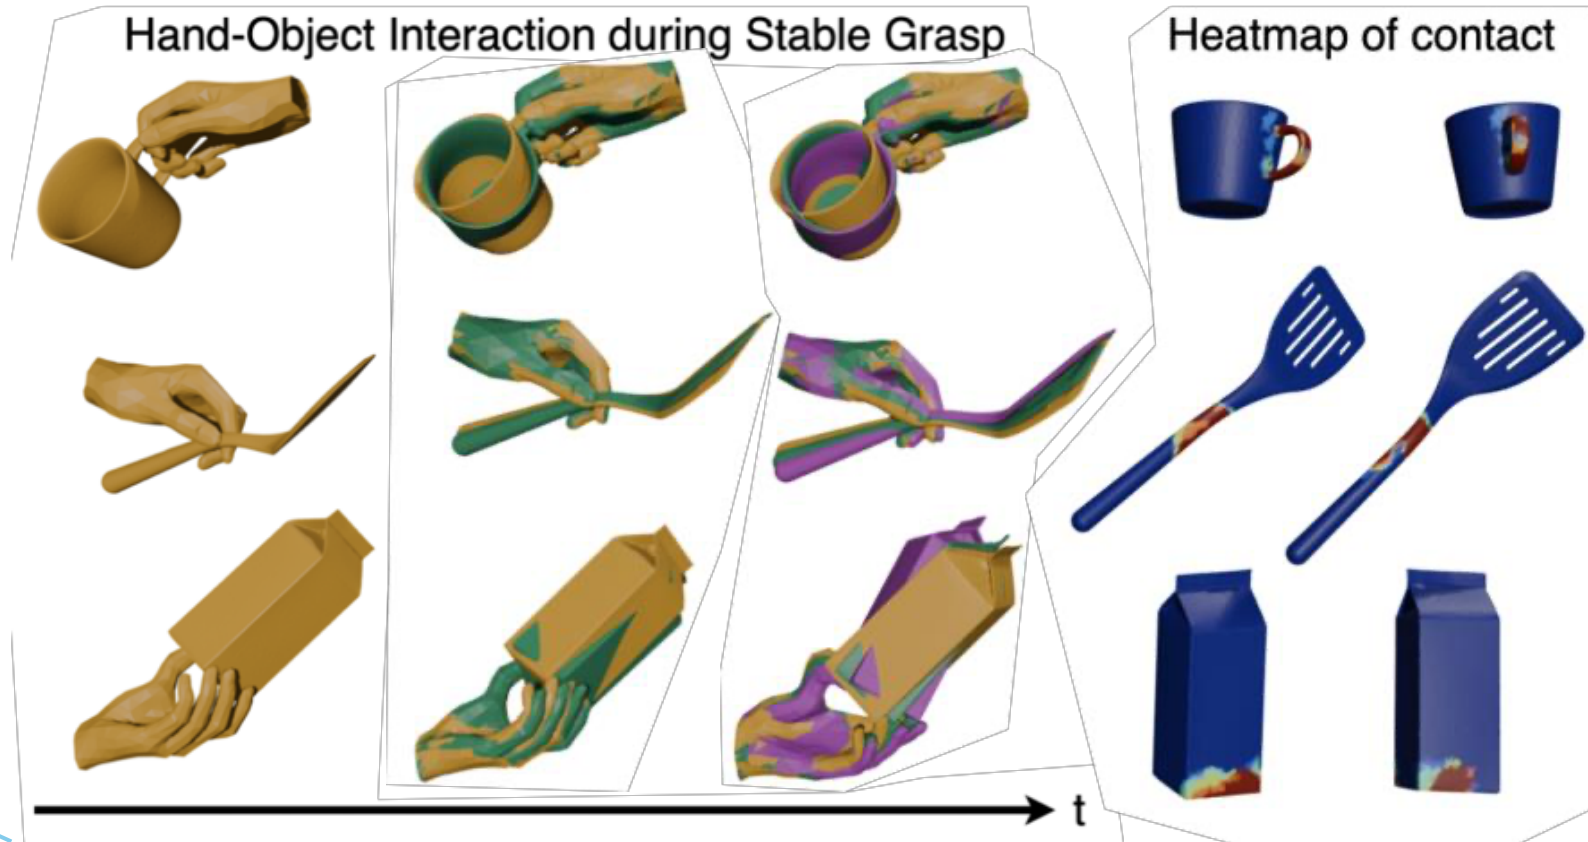 Hand-Object Interaction during Stable Grasp
Heatmap of contact
t